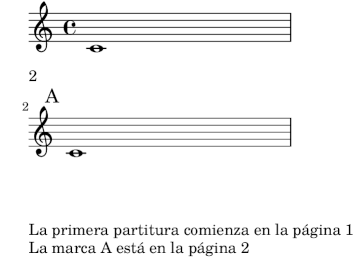 2
A
2
La primera partitura comienza en la página 1
La marca A está en la página 2